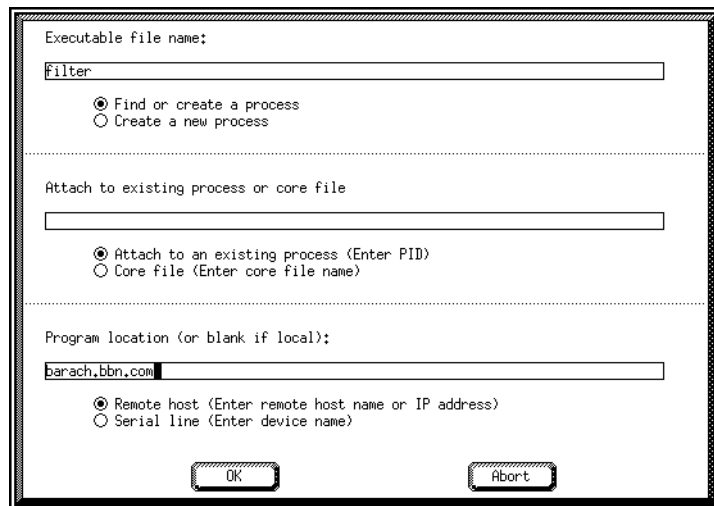 Executable file name:
filter
Find or create a process
Create a new process
Attach to existing process or core file
Attach to an existing process (Enter PID)
Core file (Enter core file name)
Program location (or blank if local):
barach.bbn.com
Remote host (Enter remote host name or IP address)
Serial line (Enter device name)
OK
Abort